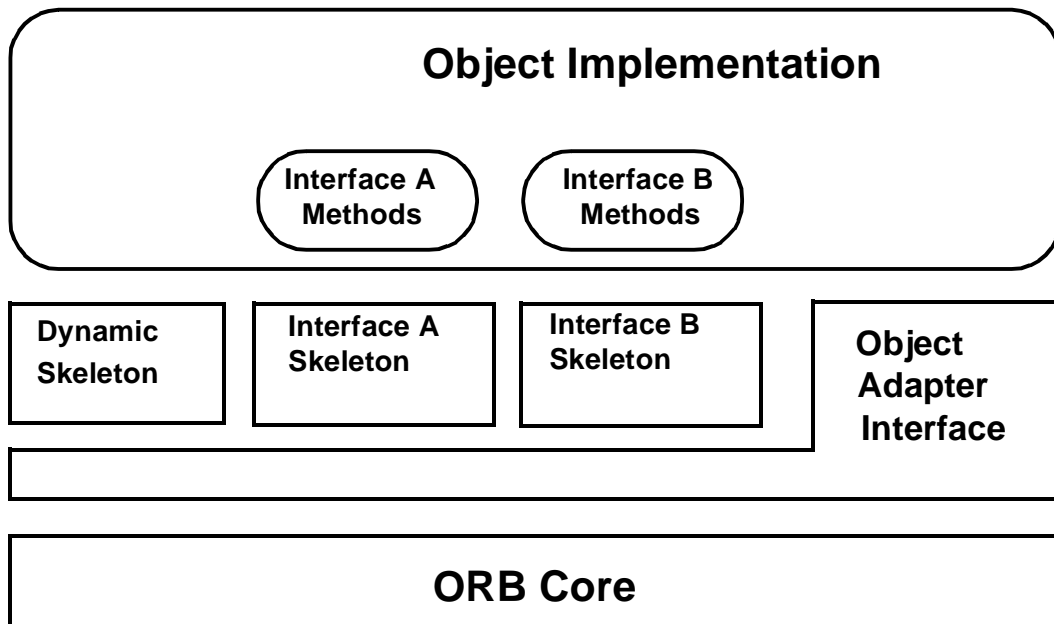 Object Implementation
Interface A
Methods
Interface B
Methods
Dynamic
Skeleton
Interface A
Skeleton
Interface B
Skeleton
Object
Adapter
Interface
ORB Core